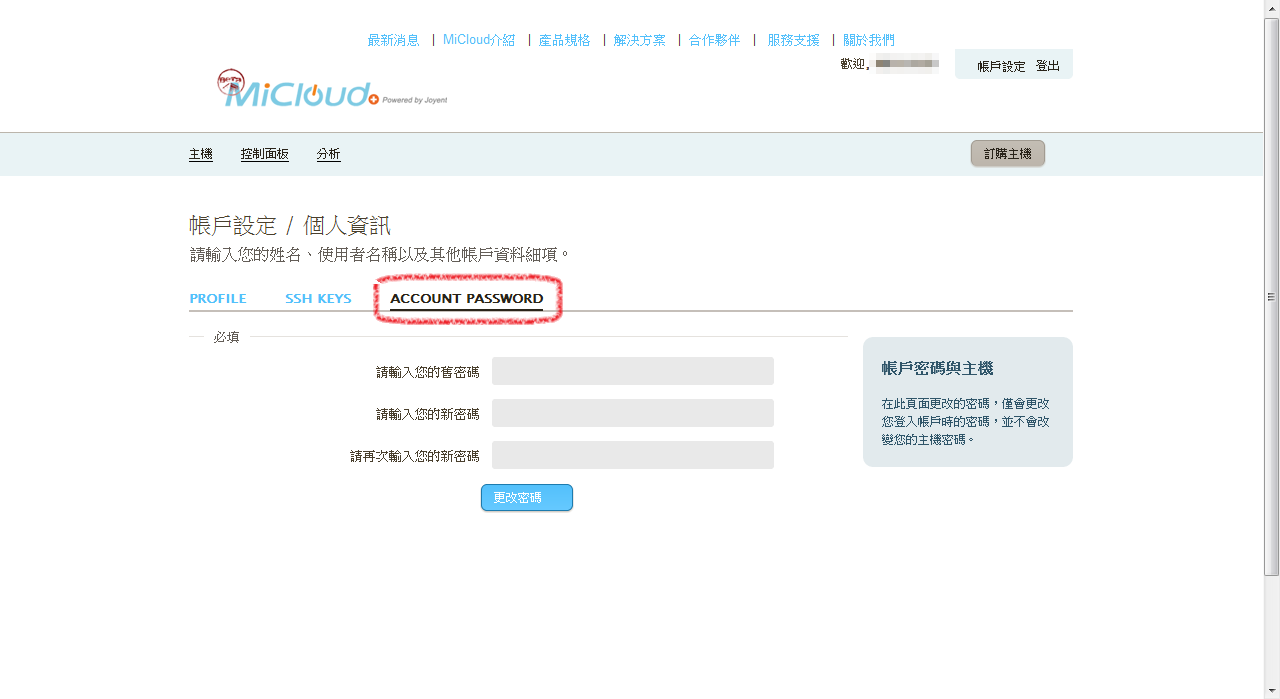 最新消息 | MiCloud介紹 | 產品規格 | 解決方案 | 合作夥伴 | 服務支援 | 關於我們
歡迎,
帳戶設定 登出
MiCloud Powered by Joyent
主機 控制面板 分析
訂購主機
帳戶設定 / 個人資訊
請輸入您的姓名、使用者名稱以及其他帳戶資料細項。
PROFILE SSH KEYS ACCOUNT PASSWORD
必填
請輸入您的舊密碼
請輸入您的新密碼
請再次輸入您的新密碼
更改密碼
帳戶密碼與主機
在此頁面更改的密碼，僅會更改
您登入帳戶時的密碼，並不會改
變您的主機密碼。